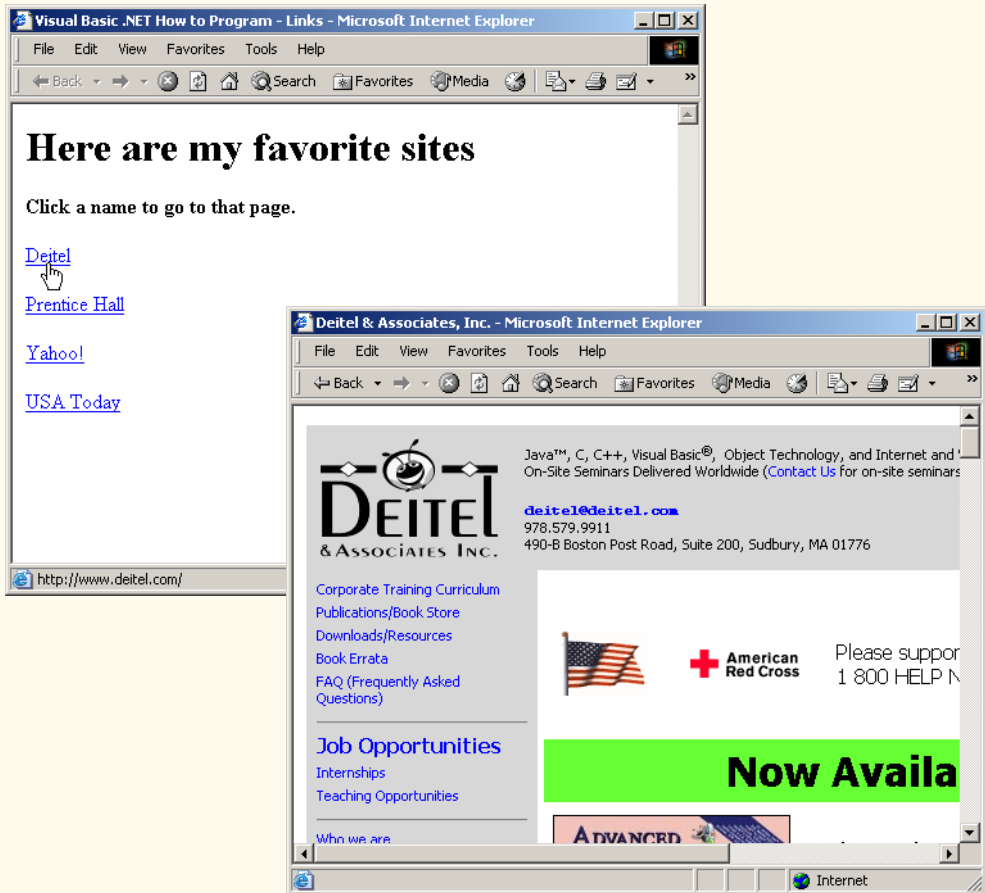 Visual Basic .NET How to Program - Links - Microsoft Internet Explorer
File Edit View Favorites Tools Help
Back Search Favorites Media »
Here are my favorite sites
Click a name to go to that page.
Deitel
Prentice Hall
Yahoo!
USA Today
http://www.deitel.com/
Deitel & Associates, Inc. - Microsoft Internet Explorer
File Edit View Favorites Tools Help
Back Search Favorites Media »
DEITEL
& ASSOCIATES INC.
Java™, C, C++, Visual Basic®, Object Technology, and Internet and
On-Site Seminars Delivered Worldwide (Contact Us for on-site seminars
deitel@deitel.com
978.579.9911
490-B Boston Post Road, Suite 200, Sudbury, MA 01776
Corporate Training Curriculum
Publications/Book Store
Downloads/Resources
Book Errata
FAQ (Frequently Asked
Questions)
Job Opportunities
Internships
Teaching Opportunities
Who we are
American
Red Cross
Please suppor
1 800 HELP N
Now Availa
ADVANCED
Internet